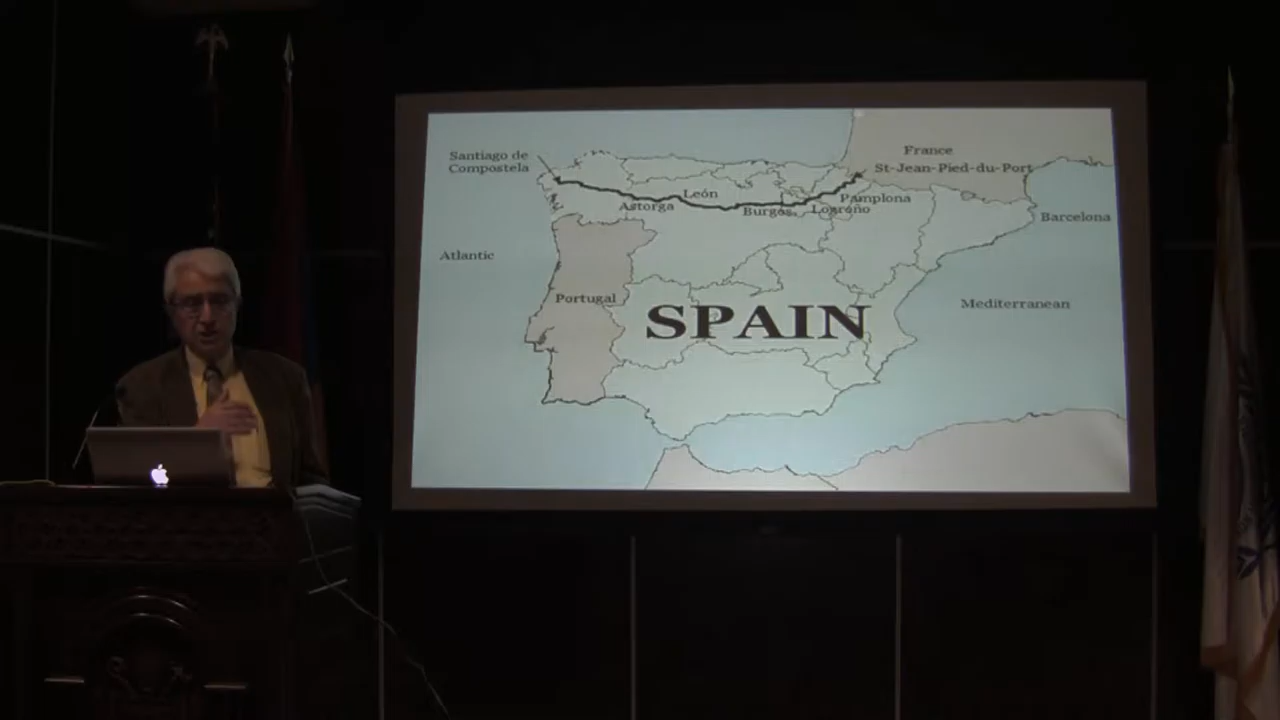 Santiago de
Compostela
France
St-Jean-Pied-du-Port
León
Astorga
Burgos
Logroño
Pamplona
Barcelona
Atlantic
Portugal
Mediterranean
SPAIN